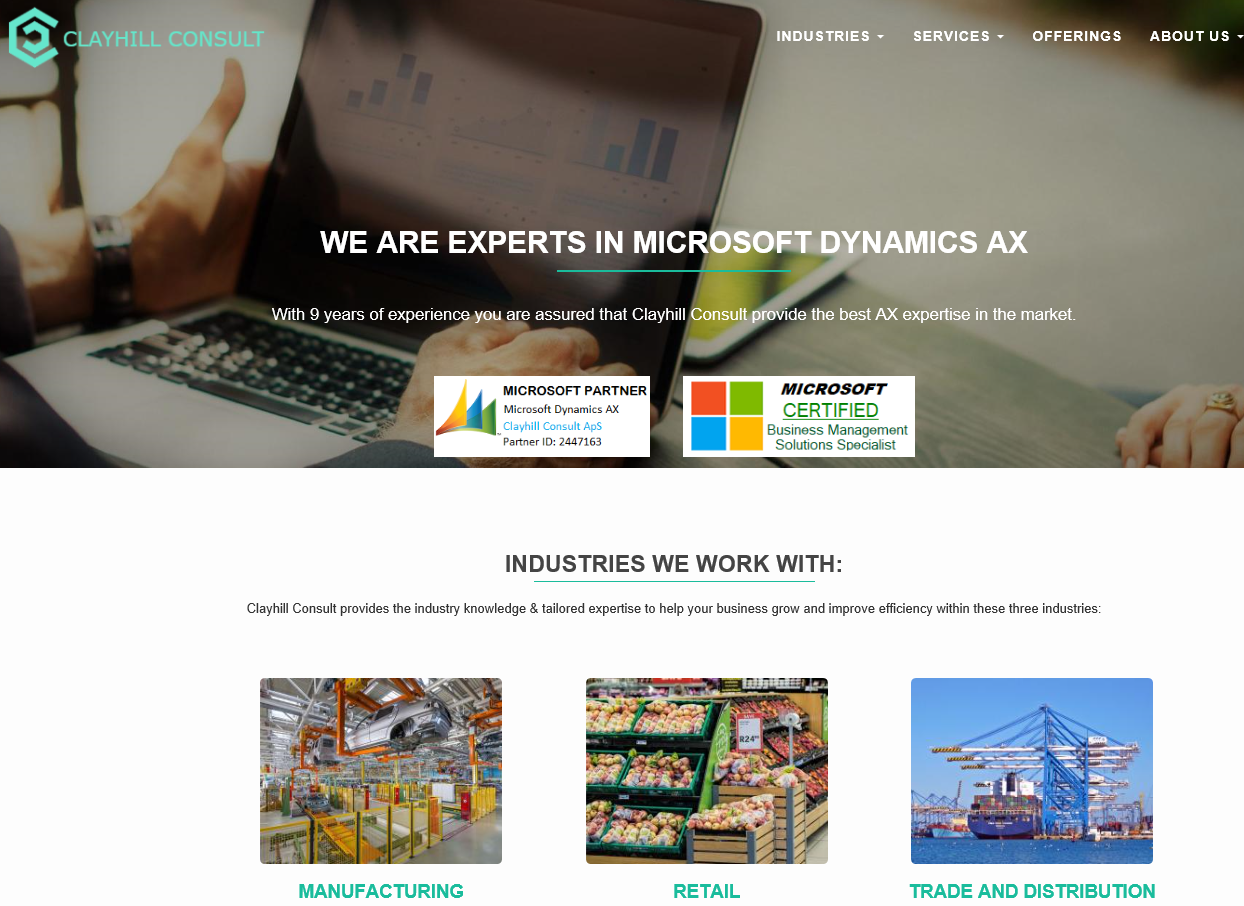 CLAYHILL CONSULT
INDUSTRIES
SERVICES
OFFERINGS
ABOUT US
WE ARE EXPERTS IN MICROSOFT DYNAMICS AX
With 9 years of experience you are assured that Clayhill Consult provide the best AX expertise in the market.
MICROSOFT PARTNER
Microsoft Dynamics AX
Clayhill Consult ApS
Partner ID: 2447163
MICROSOFT
CERTIFIED
Business Management
Solutions Specialist
INDUSTRIES WE WORK WITH:
Clayhill Consult provides the industry knowledge & tailored expertise to help your business grow and improve efficiency within these three industries:
R24
MANUFACTURING
RETAIL
TRADE AND DISTRIBUTION